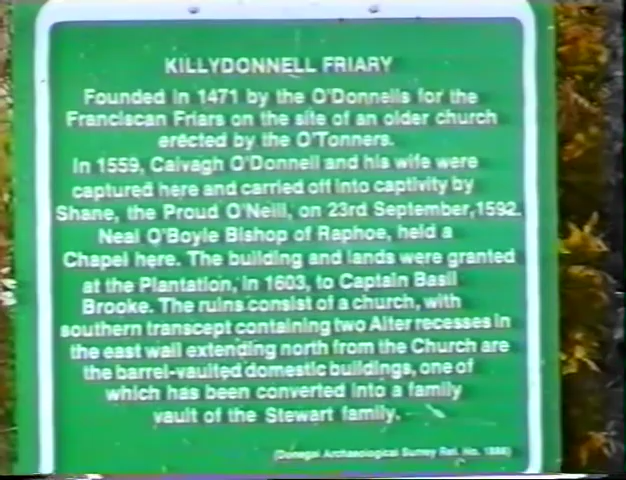 KILLYDONNELL FRIARY
Founded in 1471 by the O'Donnells for the
Franciscan Friars on the site of an older church
erected by the O'Tonners.
In 1559, Calvagh O'Donnell and his wife were
captured here and carried off into captivity by
Shane, the Proud O'Neill, on 23rd September,1592.
Neal O'Boyle Bishop of Raphoe, held a
Chapel here. The building and lands were granted
at the Plantation, in 1603, to Captain Basil
Brooke. The ruins consist of a church, with
southern transcept containing two Alter recesses in
the east wall extending north from the Church are
the barrel-vaulted domestic buildings, one of
which has been converted into a family
vault of the Stewart family.
(Donegal Archaeological Survey Ref. No.